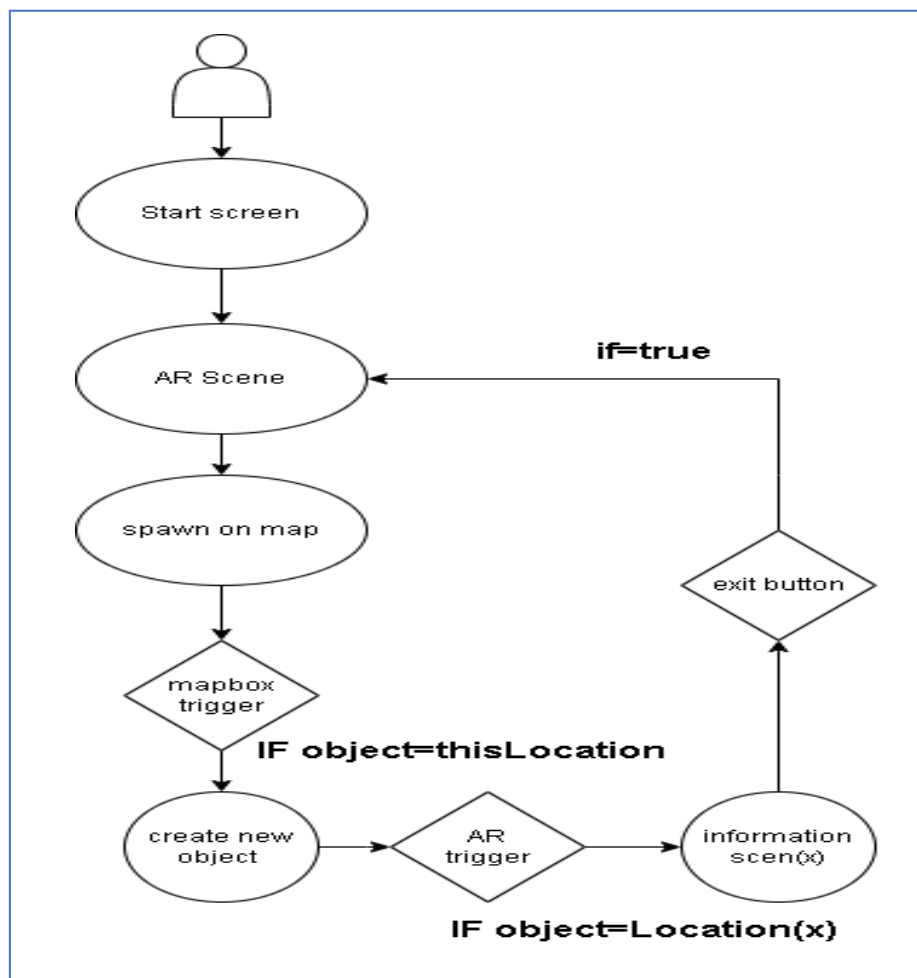 Start screen
if=true
AR Scene
spawn on map
exit button
mapbox
trigger
IF object=thisLocation
create new
object
AR
trigger
information
scen(x)
IF object=Location(x)